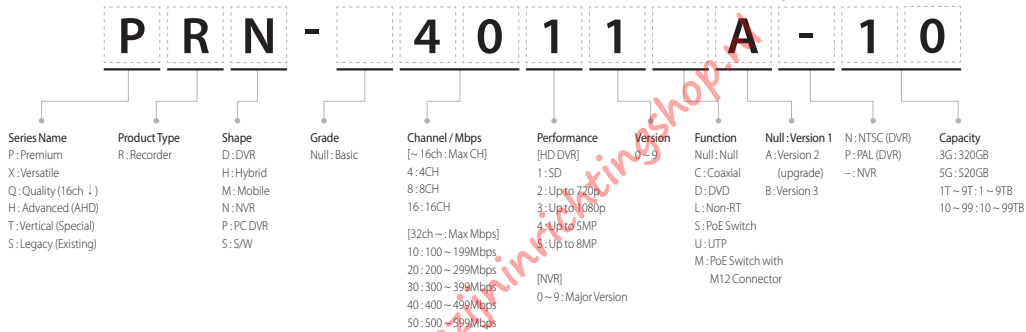 PRN - 4011 A - 10
Series Name
P : Premium
X : Versatile
Q : Quality (16ch ↓)
H : Advanced (AHD)
T : Vertical (Special)
S : Legacy (Existing)
Product Type
R : Recorder
Shape
D : DVR
H : Hybrid
M : Mobile
N : NVR
P : PC DVR
S : S/W
Grade
Null : Basic
Channel / Mbps
[~ 16ch : Max CH]
4 : 4CH
8 : 8CH
16 : 16CH
[32ch ~ : Max Mbps]
10 : 100 ~ 199Mbps
20 : 200 ~ 299Mbps
30 : 300 ~ 399Mbps
40 : 400 ~ 499Mbps
50 : 500 ~ 599Mbps
Performance
[HD DVR]
1 : SD
2 : Up to 720p
3 : Up to 1080p
4 : Up to 5MP
5 : Up to 8MP
[NVR]
0 ~ 9 : Major Version
Version
0 ~ 9
Function
Null : Null
C : Coaxial
D : DVD
L : Non-RT
S : PoE Switch
U : UTP
M : PoE Switch with
M12 Connector
Null : Version 1
A : Version 2
(upgrade)
B : Version 3
N : NTSC (DVR)
P : PAL (DVR)
– : NVR
Capacity
3G : 320GB
5G : 520GB
1T ~ 9T : 1 ~ 9TB
10 ~ 99 : 10 ~ 99TB
zijninrichtingshop.nl